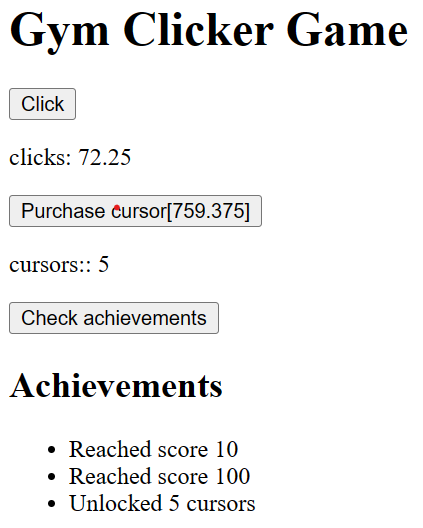 Gym Clicker Game
Click
clicks: 72.25
Purchase cursor[759.375]
cursors:: 5
Check achievements
Achievements
• Reached score 10
• Reached score 100
• Unlocked 5 cursors